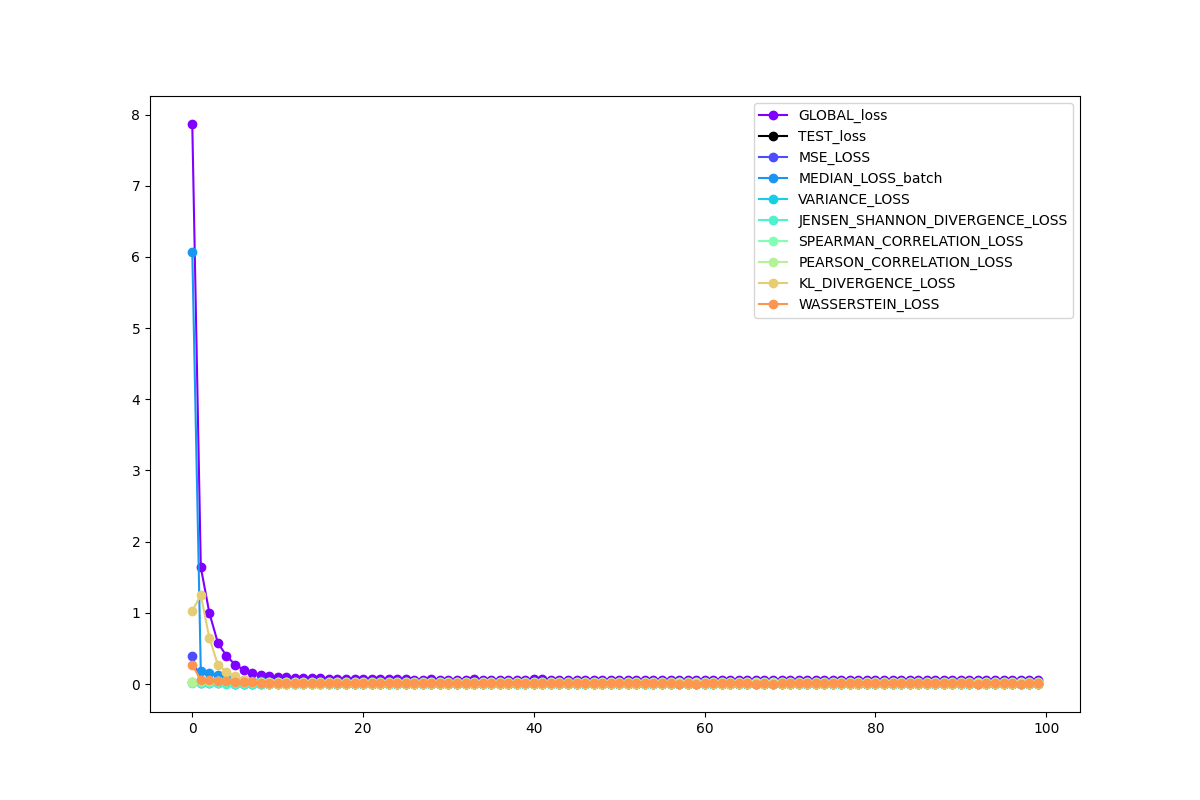 8
7
6
5
4
3
2
1
0
0 20 40 60 80 100
GLOBAL_loss
TEST_loss
MSE_LOSS
MEDIAN_LOSS_batch
VARIANCE_LOSS
JENSEN_SHANNON_DIVERGENCE_LOSS
SPEARMAN_CORRELATION_LOSS
PEARSON_CORRELATION_LOSS
KL_DIVERGENCE_LOSS
WASSERSTEIN_LOSS